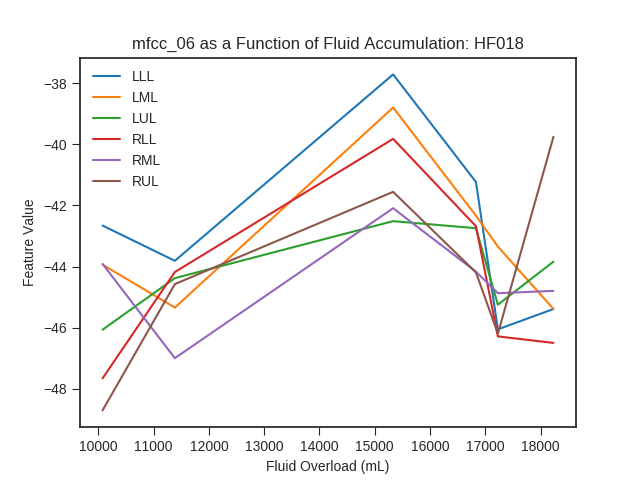 mfcc_06 as a Function of Fluid Accumulation: HF018
LLL
LML
LUL
RLL
RML
RUL
−38
−40
−42
−44
−46
−48
Feature Value
10000 11000 12000 13000 14000 15000 16000 17000 18000
Fluid Overload (mL)